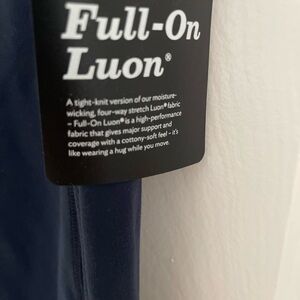 Full-On
Luon®
A tight-knit version of our moisture-
wicking, four-way stretch Luon® fabric
– Full-On Luon® is a high-performance
fabric that gives major support and
coverage with a cottony-soft feel – it's
like wearing a hug while you move.